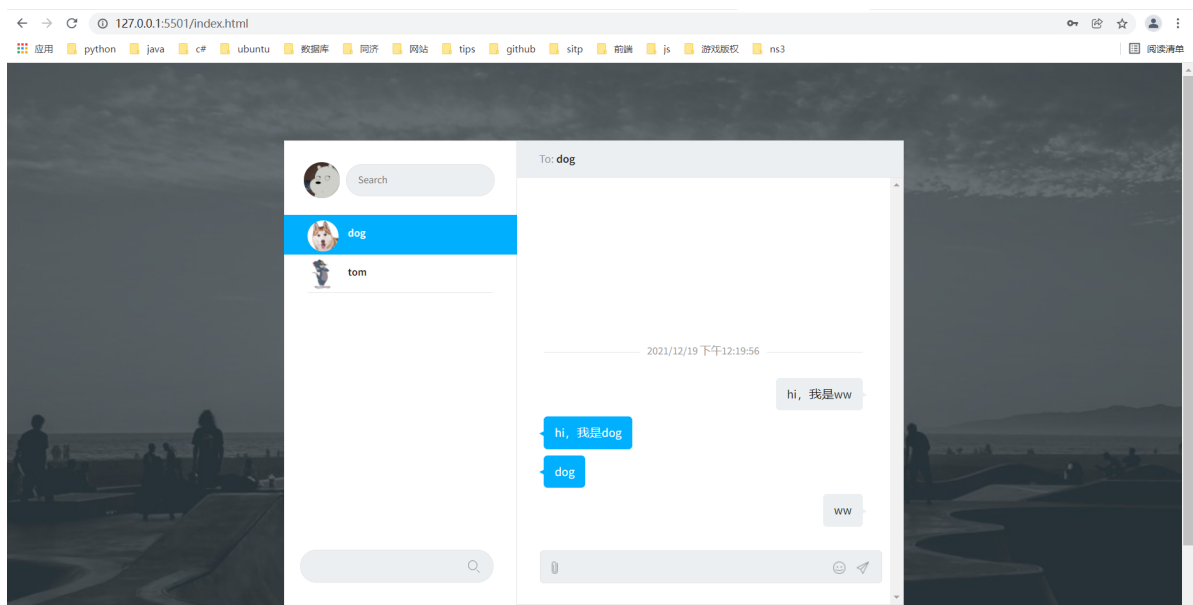 127.0.0.1:5501/index.html
应用 python java c# ubuntu 数据库 同济 网站 tips github sitp 前端 js 游戏版权 ns3 阅读清单
Search
dog
tom
To: dog
2021/12/19 下午12:19:56
hi，我是ww
hi，我是dog
dog
ww